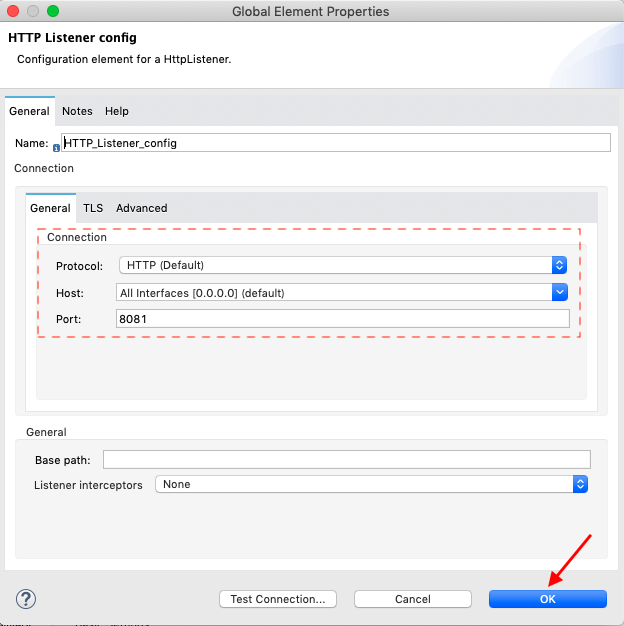 Global Element Properties
HTTP Listener config
Configuration element for a HttpListener.
General Notes Help
Name: HTTP_Listener_config
Connection
General TLS Advanced
Connection
Protocol: HTTP (Default)
Host: All Interfaces [0.0.0.0] (default)
Port: 8081
General
Base path:
Listener interceptors None
? Test Connection... Cancel OK